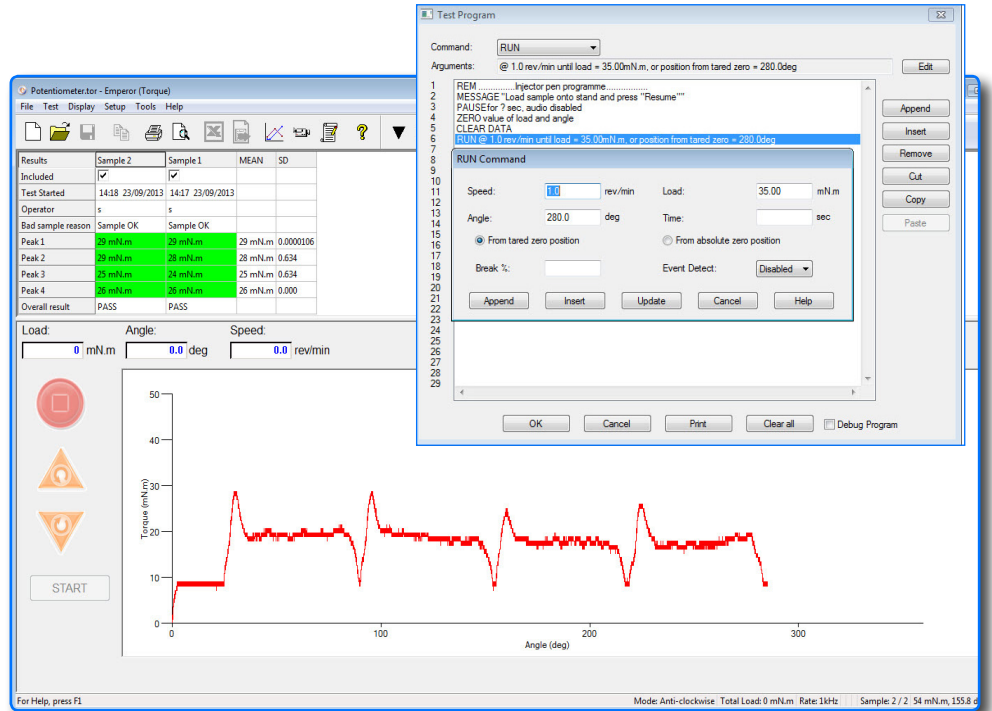 Test Program
Command: RUN
Arguments: @ 1.0 rev/min until load = 35.00mN.m, or position from tared zero = 280.0deg Edit
1 REM ...............Injector pen programme.................
2 MESSAGE "Load sample onto stand and press "Resume""
3 PAUSE for ? sec, audio disabled
4 ZERO value of load and angle
5 CLEAR DATA
6 RUN @ 1.0 rev/min until load = 35.00mN.m, or position from tared zero = 280.0deg
7
8
9
10
11
12
13
14
15
16
17
18
19
20
21
22
23
24
25
26
27
28
29
Append
Insert
Remove
Cut
Copy
Paste
RUN Command
Speed: 1.0 rev/min Load: 35.00 mN.m
Angle: 280.0 deg Time: sec
From tared zero position From absolute zero position
Break %: Event Detect: Disabled
Append Insert Update Cancel Help
OK Cancel Print Clear all Debug Program
Potentiometer.tor - Emperor (Torque)
File Test Display Setup Tools Help
Results Sample 2 Sample 1 MEAN SD
Included
Test Started 14:18 23/09/2013 14:17 23/09/2013
Operator s s
Bad sample reason Sample OK Sample OK
Peak 1 29 mN.m 29 mN.m 29 mN.m 0.0000106
Peak 2 29 mN.m 28 mN.m 28 mN.m 0.634
Peak 3 25 mN.m 24 mN.m 25 mN.m 0.634
Peak 4 26 mN.m 26 mN.m 26 mN.m 0.000
Overall result PASS PASS
Load: Angle: Speed:
0 mN.m 0.0 deg 0.0 rev/min
START
Torque (mN.m)
50
40
30
20
10
0
0 100 200 300
Angle (deg)
For Help, press F1
Mode: Anti-clockwise Total Load: 0 mN.m Rate: 1kHz Sample: 2 / 2 54 mN.m, 155.8 d